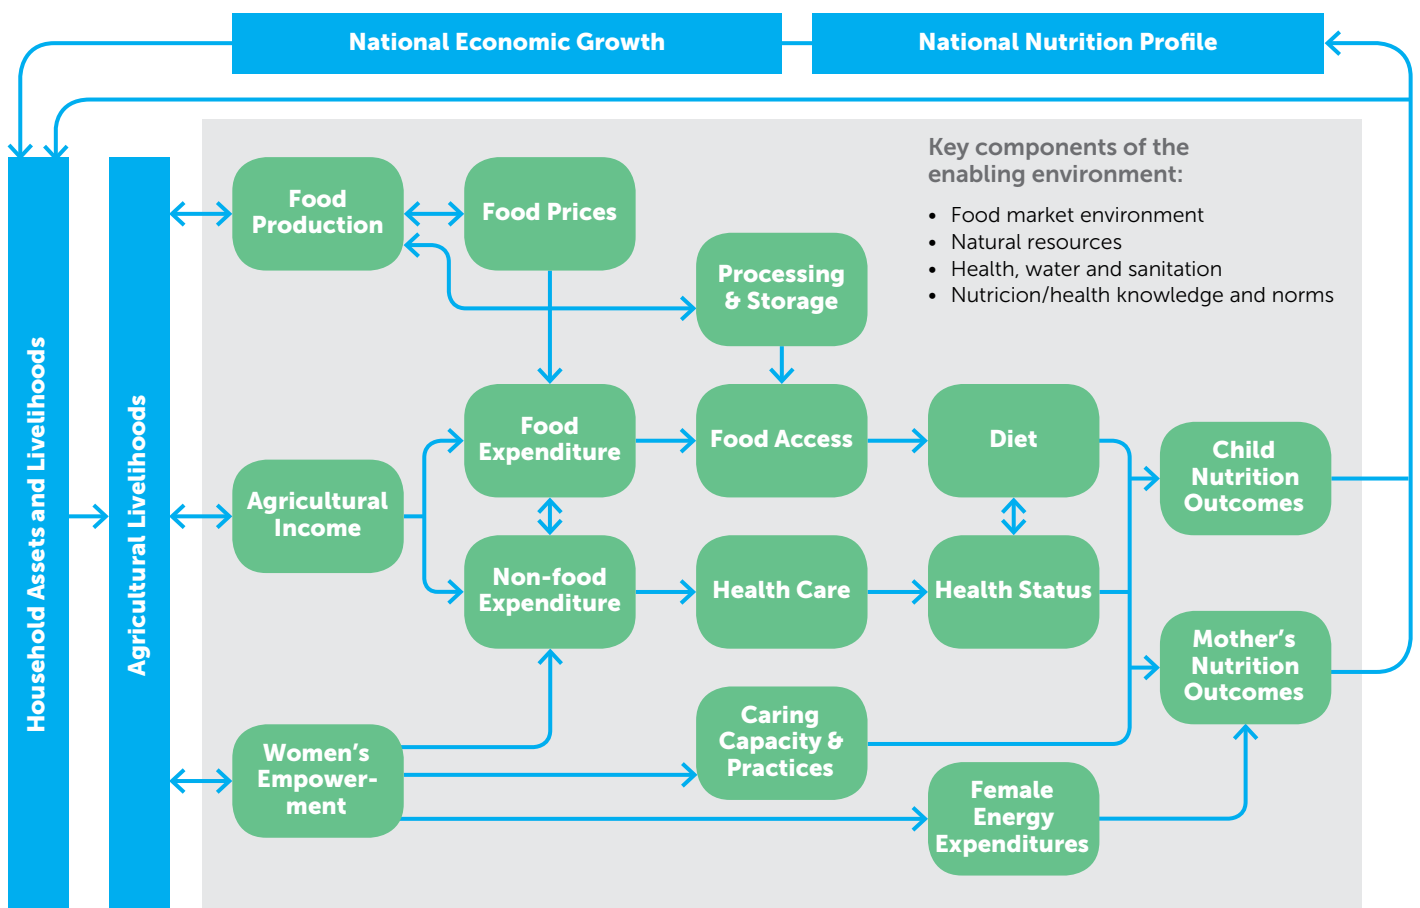 National Economic Growth
National Nutrition Profile
Household Assets and Livelihoods
Agricultural Livelihoods
Key components of the
enabling environment:
• Food market environment
• Natural resources
• Health, water and sanitation
• Nutricion/health knowledge and norms
Food
Production
Food Prices
Processing
& Storage
Food
Expenditure
Food Access
Diet
Child
Nutrition
Outcomes
Agricultural
Income
Non-food
Expenditure
Health Care
Health Status
Mother's
Nutrition
Outcomes
Women's
Empower-
ment
Caring
Capacity &
Practices
Female
Energy
Expenditures